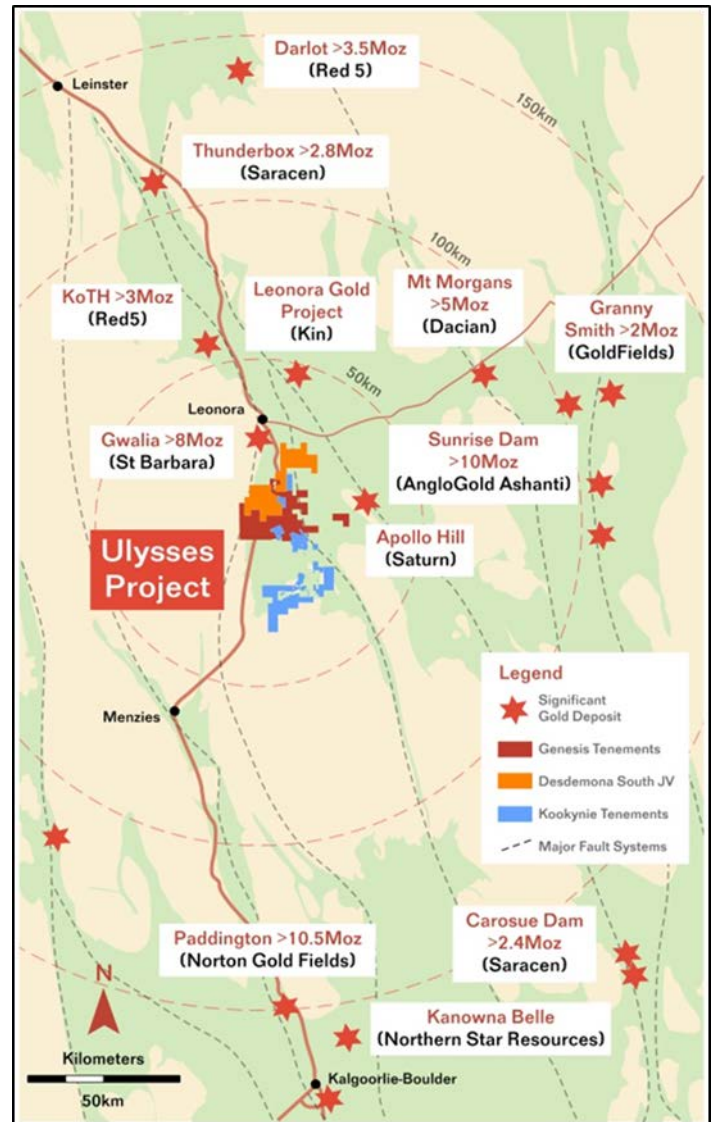 Darlot >3.5Moz
(Red 5)
Leinster
150km
Thunderbox >2.8Moz
(Saracen)
100km
KoTH >3Moz
(Red5)
Leonora Gold
Project
(Kin)
Mt Morgans
>5Moz
(Dacian)
Granny
Smith >2Moz
(GoldFields)
50km
Leonora
Gwalia >8Moz
(St Barbara)
Sunrise Dam
>10Moz
(AngloGold Ashanti)
Ulysses
Project
Apollo Hill
(Saturn)
Legend
Significant
Gold Deposit
Genesis Tenements
Desdemona South JV
Kookynie Tenements
Major Fault Systems
Menzies
Paddington >10.5Moz
(Norton Gold Fields)
Carosue Dam
>2.4Moz
(Saracen)
N
Kanowna Belle
(Northern Star Resources)
Kilometers
50km
Kalgoorlie-Boulder